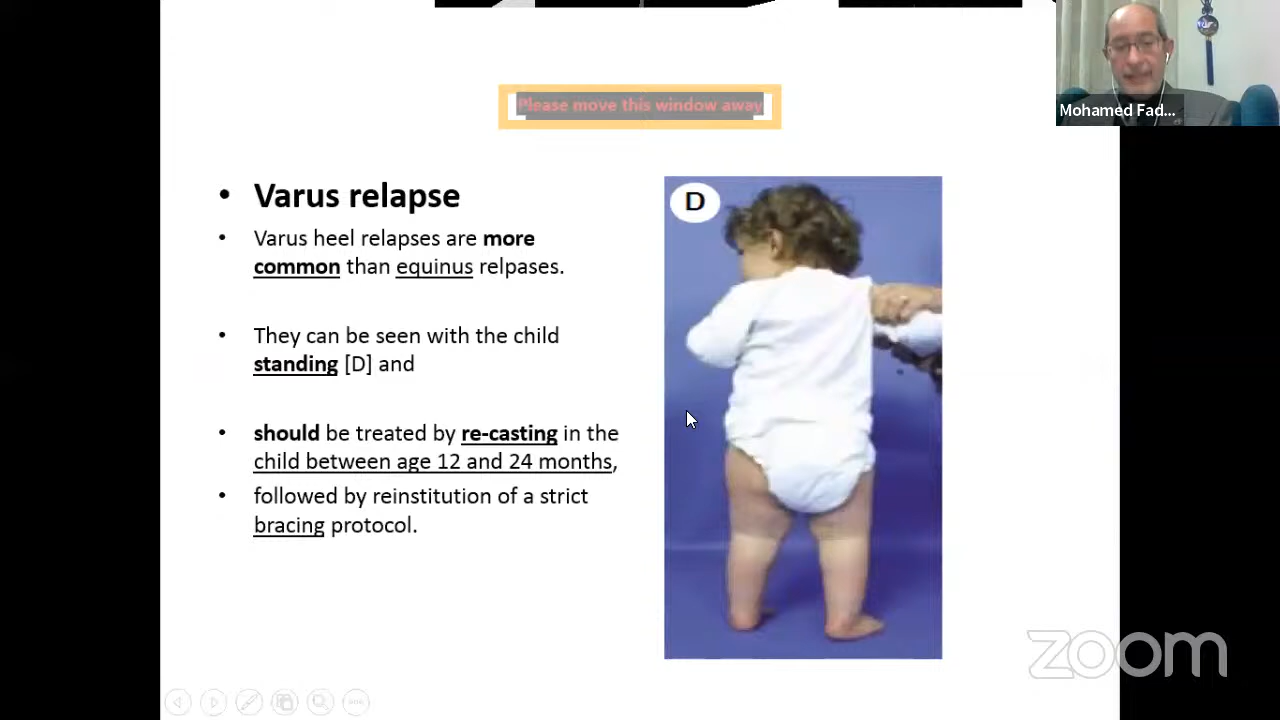 Please move this window away
Mohamed Fad...
• Varus relapse
• Varus heel relapses are more
common than equinus relpases.
• They can be seen with the child
standing [D] and
• should be treated by re-casting in the
child between age 12 and 24 months,
• followed by reinstitution of a strict
bracing protocol.
D
zoom